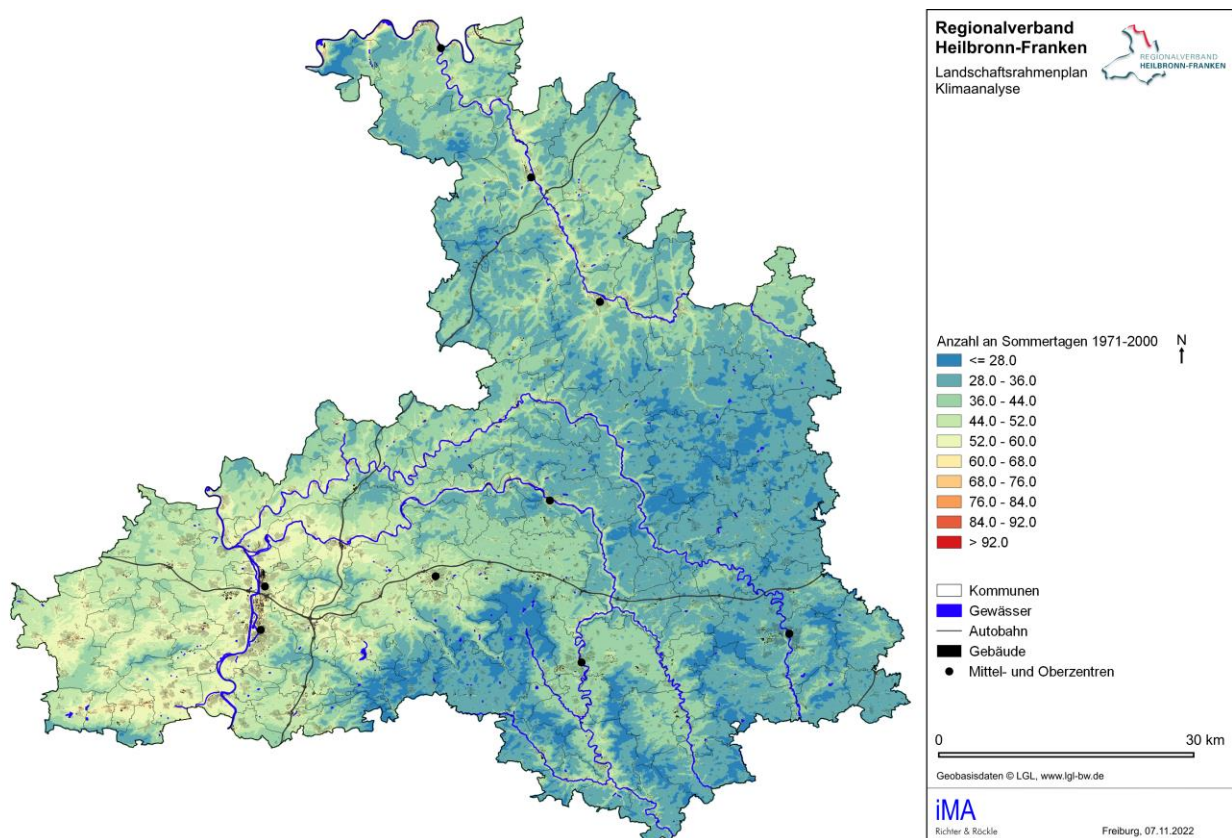 Regionalverband
Heilbronn-Franken
Landschaftsrahmenplan
Klimaanalyse
REGIONALVERBAND
HEILBRONN-FRANKEN
Anzahl an Sommertagen 1971-2000
N
<= 28.0
28.0 - 36.0
36.0 - 44.0
44.0 - 52.0
52.0 - 60.0
60.0 - 68.0
68.0 - 76.0
76.0 - 84.0
84.0 - 92.0
> 92.0
Kommunen
Gewässer
Autobahn
Gebäude
Mittel- und Oberzentren
0 30 km
Geobasisdaten © LGL, www.lgl-bw.de
iMA
Richter & Röckle
Freiburg, 07.11.2022